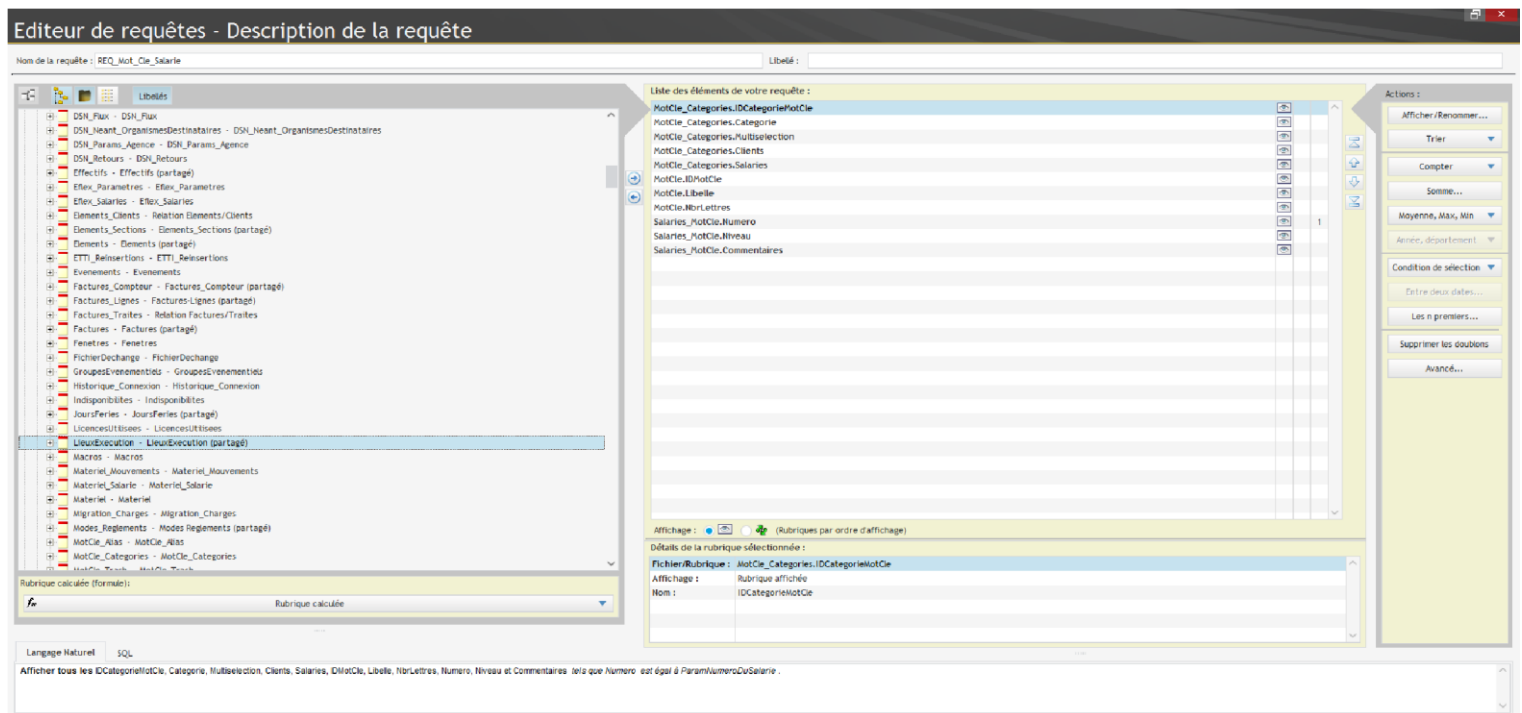 Editeur de requêtes - Description de la requête
Nom de la requête : REQ_Mot_Cle_Salarie
Libelé :
Libellés
DSN_Flux - DSN_Flux
DSN_Neant_OrganismesDestinataires - DSN_Neant_OrganismesDestinataires
DSN_Params_Agence - DSN_Params_Agence
DSN_Retours - DSN_Retours
Effectifs - Effectifs (partagé)
Eflex_Parametres - Eflex_Parametres
Eflex_Salaries - Eflex_Salaries
Elements_Clients - Relation Elements/Clients
Elements_Sections - Elements_Sections (partagé)
Elements - Elements (partagé)
ETTI_Reinsertions - ETTI_Reinsertions
Evenements - Evenements
Factures_Compteur - Factures_Compteur (partagé)
Factures_Lignes - Factures-Lignes (partagé)
Factures_Traites - Relation Factures/Traites
Factures - Factures (partagé)
Fenetres - Fenetres
FichierDechange - FichierDechange
GroupesEvenementiels - GroupesEvenementiels
Historique_Connexion - Historique_Connexion
Indisponibilites - Indisponibilites
JoursFeries - JoursFeries (partagé)
LicencesUtilisees - LicencesUtilisees
LieuxExecution - LieuxExecution (partagé)
Macros - Macros
Materiel_Mouvements - Materiel_Mouvements
Materiel_Salarie - Materiel_Salarie
Materiel - Materiel
Migration_Charges - Migration_Charges
Modes_Reglements - Modes Reglements (partagé)
MotCle_Alias - MotCle_Alias
MotCle_Categories - MotCle_Categories
MotCle_Trash - MotCle_Trash
Rubrique calculée (formule):
Rubrique calculée
Liste des éléments de votre requête :
MotCle_Categories.IDCategorieMotCle
MotCle_Categories.Categorie
MotCle_Categories.Multiselection
MotCle_Categories.Clients
MotCle_Categories.Salaries
MotCle.IDMotCle
MotCle.Libelle
MotCle.NbrLettres
Salaries_MotCle.Numero 1
Salaries_MotCle.Niveau
Salaries_MotCle.Commentaires
Affichage : (Rubriques par ordre d'affichage)
Détails de la rubrique sélectionnée :
Fichier/Rubrique : MotCle_Categories.IDCategorieMotCle
Affichage : Rubrique affichée
Nom : IDCategorieMotCle
Actions :
Afficher/Renommer...
Trier
Compter
Somme...
Moyenne, Max, Min
Année, département
Condition de sélection
Entre deux dates...
Les n premiers...
Supprimer les doublons
Avancé...
Langage Naturel SQL
Afficher tous les IDCategorieMotCle, Categorie, Multiselection, Clients, Salaries, IDMotCle, Libelle, NbrLettres, Numero, Niveau et Commentaires tels que Numero est égal à ParamNumeroDuSalarie .